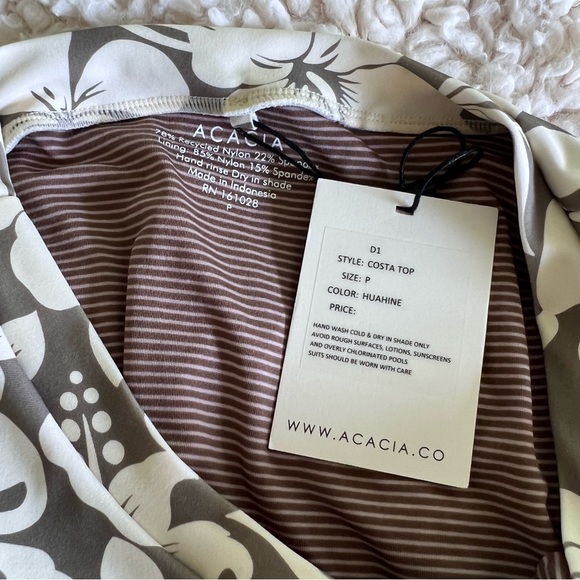 ACACIA
78% Recycled Nylon 22%
Lining: 85% Nylon 15% Spandex
Hand rinse Dry in shade
Made in Indonesia
RN 161028
P
D1
STYLE: COSTA TOP
SIZE: P
COLOR: HUAHINE
PRICE:
HAND WASH COLD & DRY IN SHADE ONLY
AVOID ROUGH SURFACES, LOTIONS, SUNSCREENS
AND OVERLY CHLORINATED POOLS
SUITS SHOULD BE WORN WITH CARE
WWW.ACACIA.CO